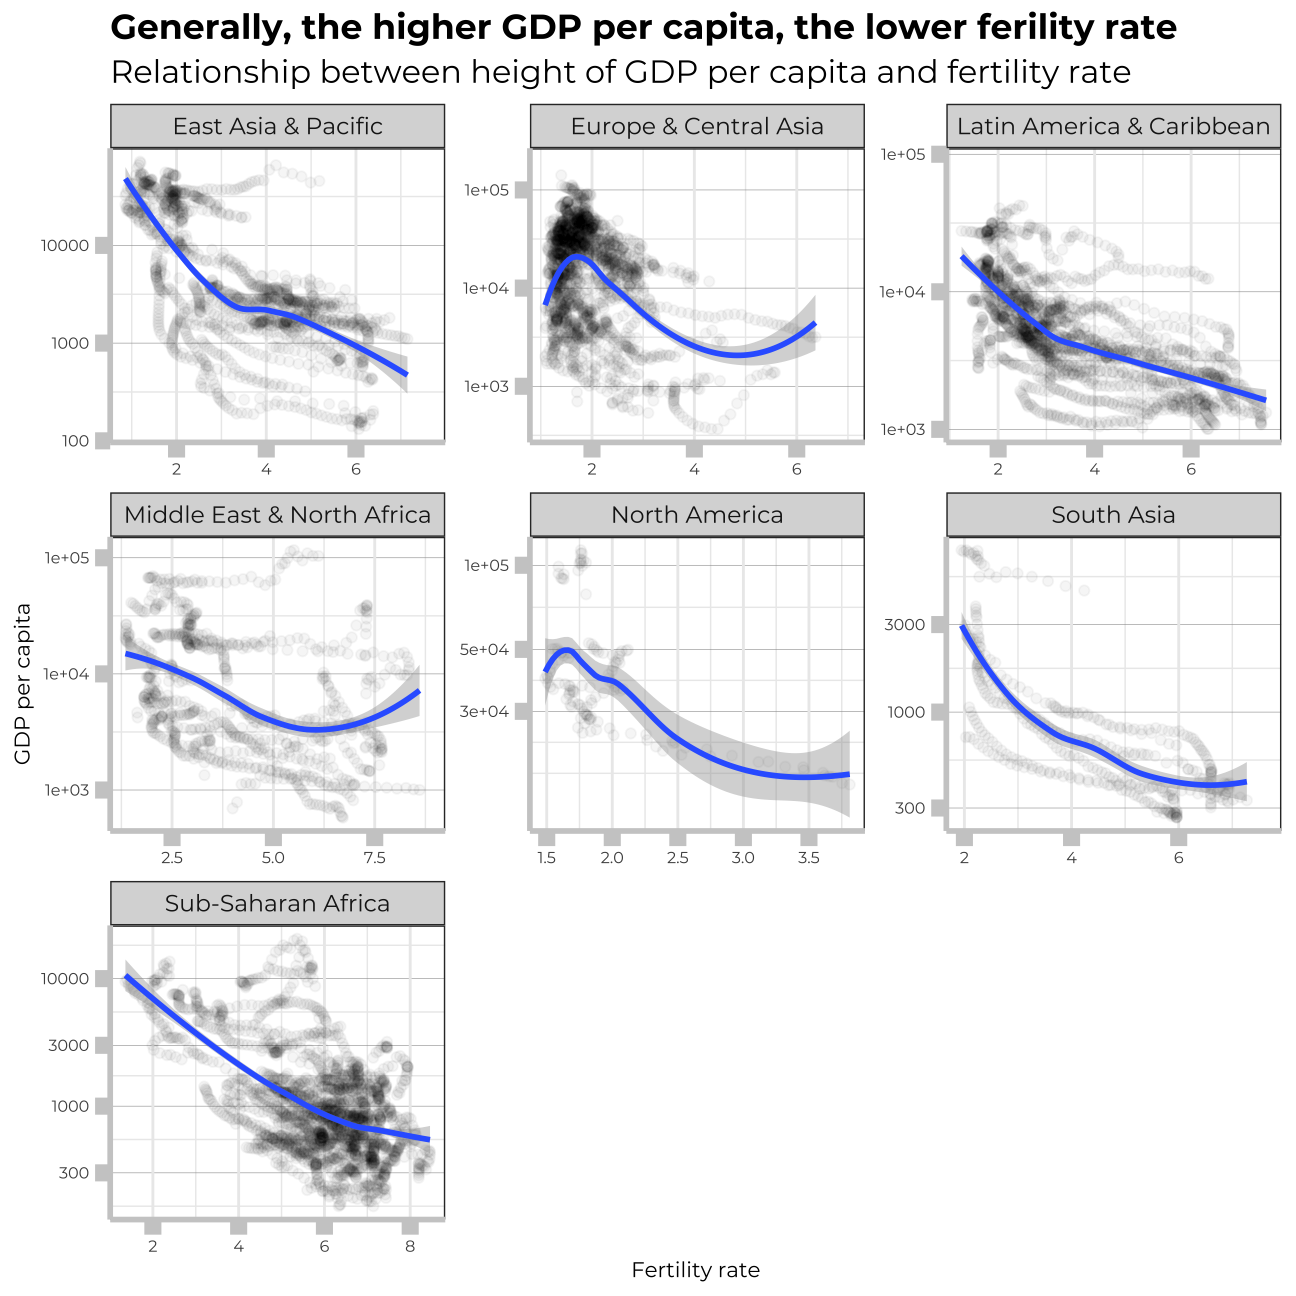 Generally, the higher GDP per capita, the lower ferility rate
Relationship between height of GDP per capita and fertility rate
East Asia & Pacific
10000
1000
100
2 4 6
Europe & Central Asia
1e+05
1e+04
1e+03
2 4 6
Latin America & Caribbean
1e+05
1e+04
1e+03
2 4 6
Middle East & North Africa
1e+05
1e+04
1e+03
2.5 5.0 7.5
North America
1e+05
5e+04
3e+04
1.5 2.0 2.5 3.0 3.5
South Asia
3000
1000
300
2 4 6
Sub-Saharan Africa
10000
3000
1000
300
2 4 6 8
GDP per capita
Fertility rate